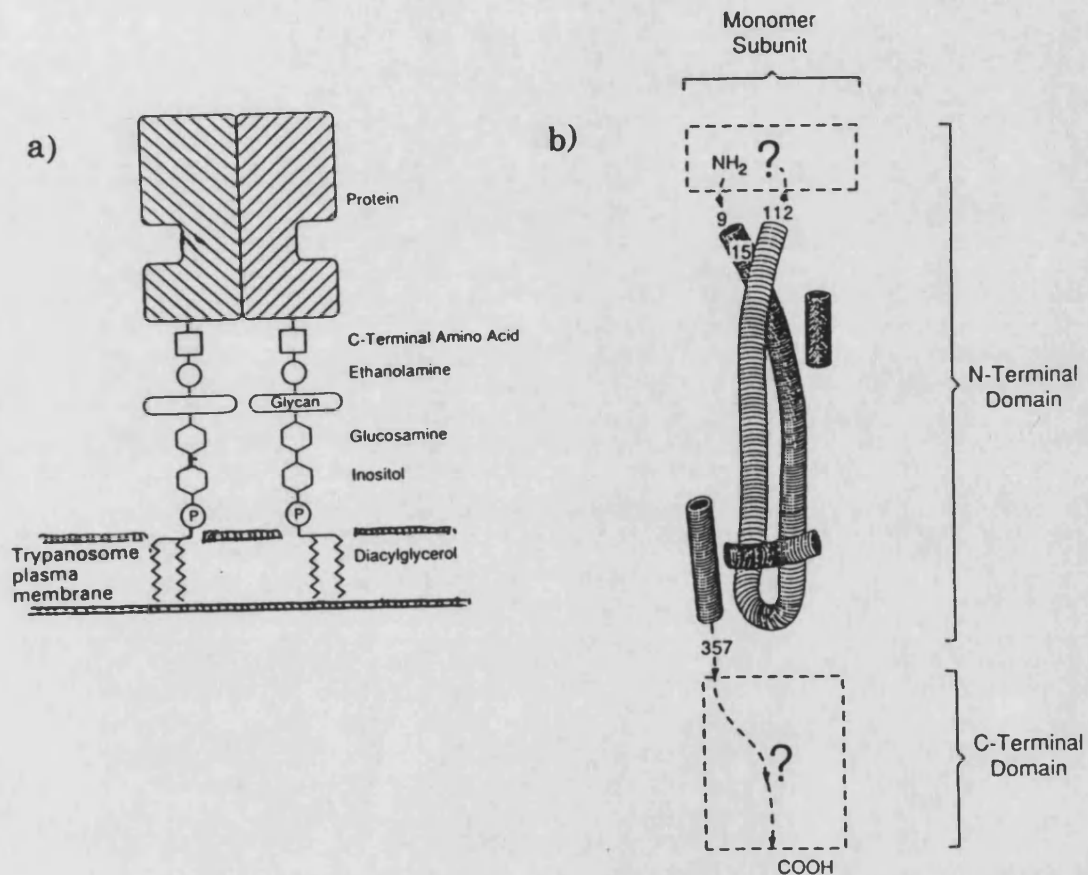 a)
Protein
C-Terminal Amino Acid
Ethanolamine
Glycan
Glucosamine
Inositol
P
P
Trypanosome
plasma
membrane
Diacylglycerol
b)
Monomer
Subunit
NH2
?
9
112
15
N-Terminal
Domain
357
?
C-Terminal
Domain
COOH